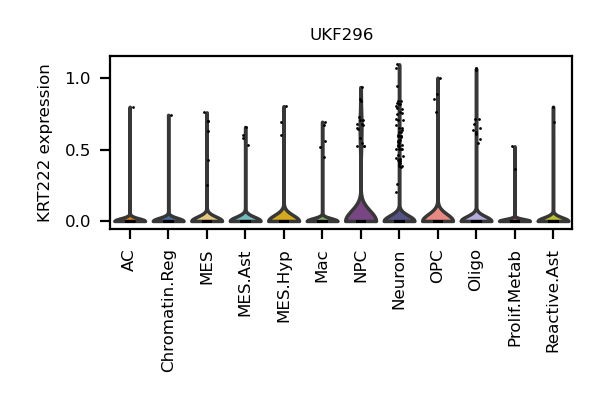 UKF296
KRT222 expression
1.0
0.5
0.0
AC
Chromatin.Reg
MES
MES.Ast
MES.Hyp
Mac
NPC
Neuron
OPC
Oligo
Prolif.Metab
Reactive.Ast